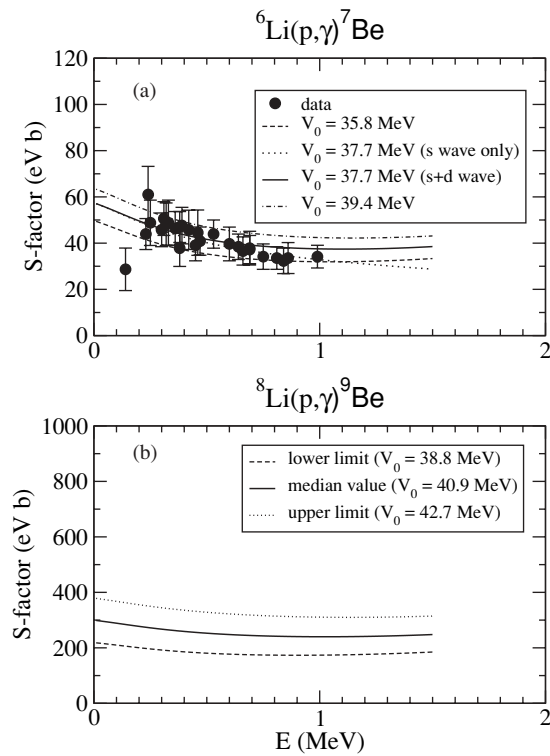 ⁶Li(p,γ)⁷Be
120
100
80
60
40
20
0
S-factor (eV b)
(a)
data
V₀ = 35.8 MeV
V₀ = 37.7 MeV (s wave only)
V₀ = 37.7 MeV (s+d wave)
V₀ = 39.4 MeV
0 1 2
⁸Li(p,γ)⁹Be
1000
800
600
400
200
0
S-factor (eV b)
(b)
lower limit (V₀ = 38.8 MeV)
median value (V₀ = 40.9 MeV)
upper limit (V₀ = 42.7 MeV)
0 1 2
E (MeV)